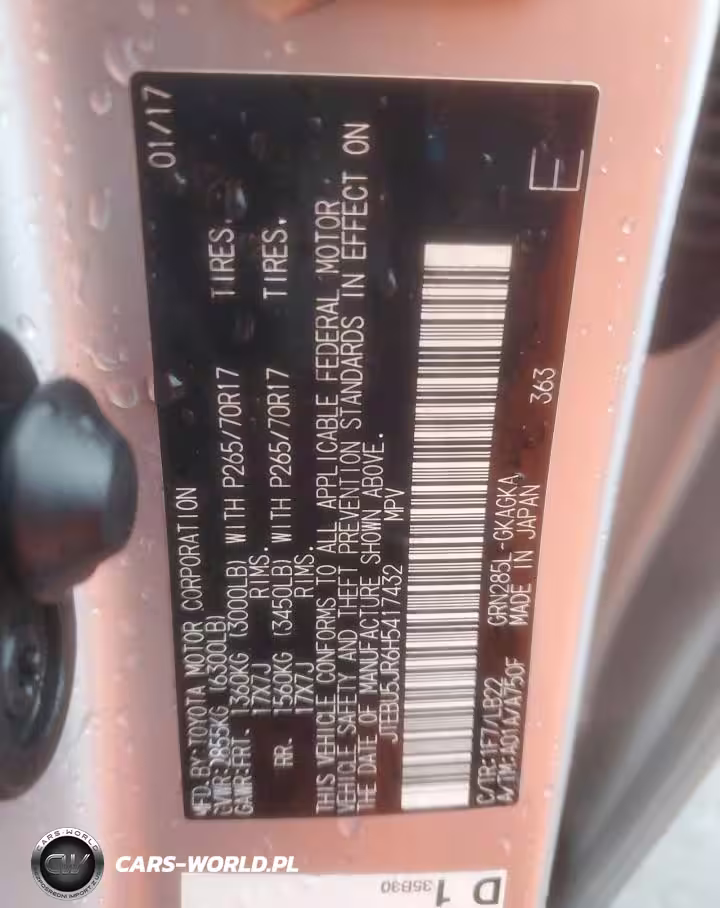 MFD. BY: TOYOTA MOTOR CORPORATION 01/17
GVWR: 2855KG (6300LB)
GAWR: FRT. 1360KG (3000LB) WITH P265/70R17 TIRES.
17X7J RIMS.
RR. 1560KG (3450LB) WITH P265/70R17 TIRES.
17X7J RIMS.
THIS VEHICLE CONFORMS TO ALL APPLICABLE FEDERAL MOTOR
VEHICLE SAFETY AND THEFT PREVENTION STANDARDS IN EFFECT ON
THE DATE OF MANUFACTURE SHOWN ABOVE.
JTEBU5JR6H5417432 MPV
C/TR:1F7/LB22 GRN285L-GKAGKA
A/TM:A01A/A750F MADE IN JAPAN 363
E
D 1
35B30
CARS-WORLD
CW
CARS-WORLD.PL